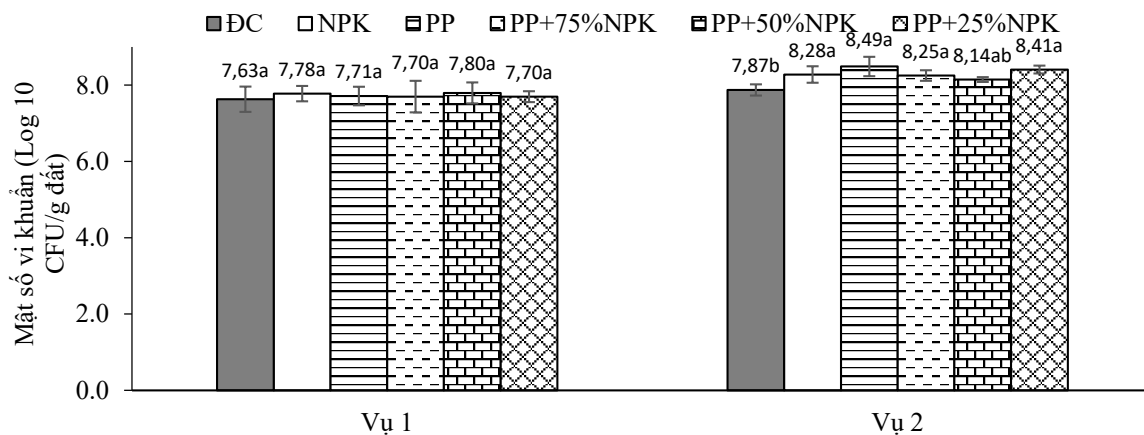 ĐC NPK PP PP+75%NPK PP+50%NPK PP+25%NPK
Mật số vi khuẩn (Log 10
CFU/g đất)
8.0
6.0
4.0
2.0
0.0
7,63a 7,78a 7,71a 7,70a 7,80a 7,70a
7,87b 8,28a 8,49a 8,25a 8,14ab 8,41a
Vụ 1 Vụ 2